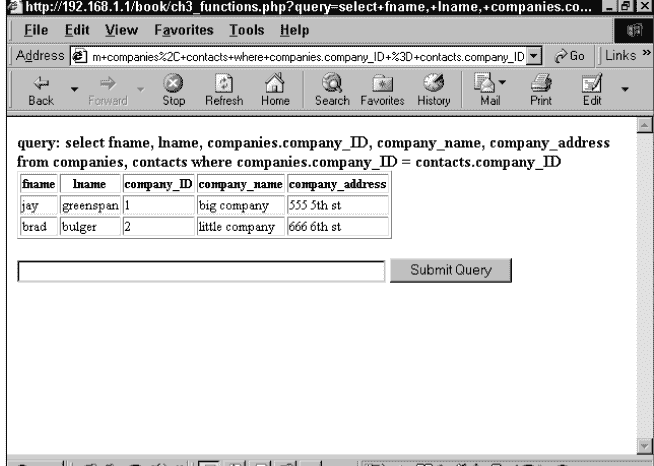 http://192.168.1.1/book/ch3_functions.php?query=select+fname,+lname,+companies.co...
File Edit View Favorites Tools Help
Address m+companies%2C+contacts+where+companies.company_ID+%3D+contacts.company_ID Go Links »
Back Forward Stop Refresh Home Search Favorites History Mail Print Edit
query: select fname, lname, companies.company_ID, company_name, company_address
from companies, contacts where companies.company_ID = contacts.company_ID
fname lname company_ID company_name company_address
jay greenspan 1 big company 555 5th st
brad bulger 2 little company 666 6th st
Submit Query